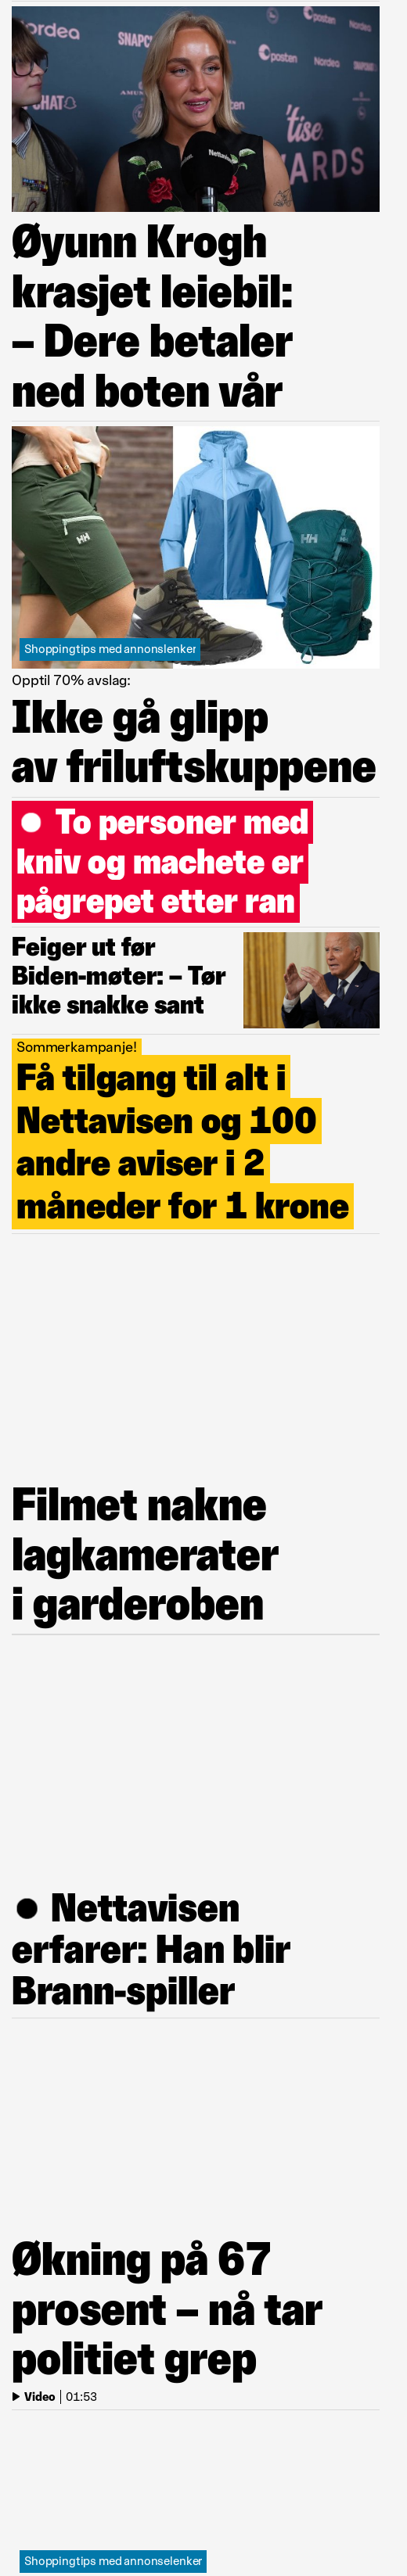 Nordea
SNAPC
posten
Nordea
posten
CHAT
'tise
WARDS
Nettavisen
Øyunn Krogh
krasjet leiebil:
– Dere betaler
ned boten vår
HH
HH
Shoppingtips med annonslenker
Opptil 70% avslag:
Ikke gå glipp
av friluftskuppene
To personer med
kniv og machete er
pågrepet etter ran
Feiger ut før
Biden-møter: – Tør
ikke snakke sant
Sommerkampanje!
Få tilgang til alt i
Nettavisen og 100
andre aviser i 2
måneder for 1 krone
Filmet nakne
lagkamerater
i garderoben
Nettavisen
erfarer: Han blir
Brann-spiller
Økning på 67
prosent – nå tar
politiet grep
Video | 01:53
Shoppingtips med annonselenker